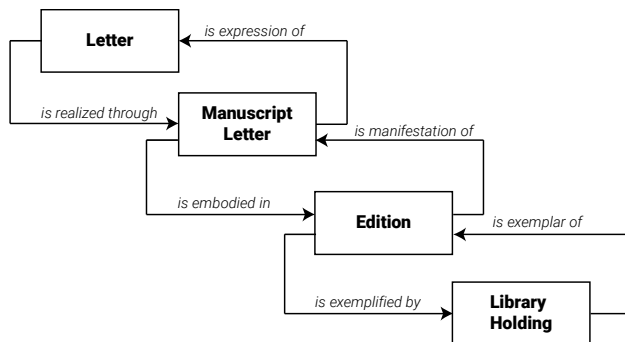 Letter
is expression of
is realized through
Manuscript
Letter
is manifestation of
is embodied in
Edition
is exemplar of
is exemplified by
Library
Holding